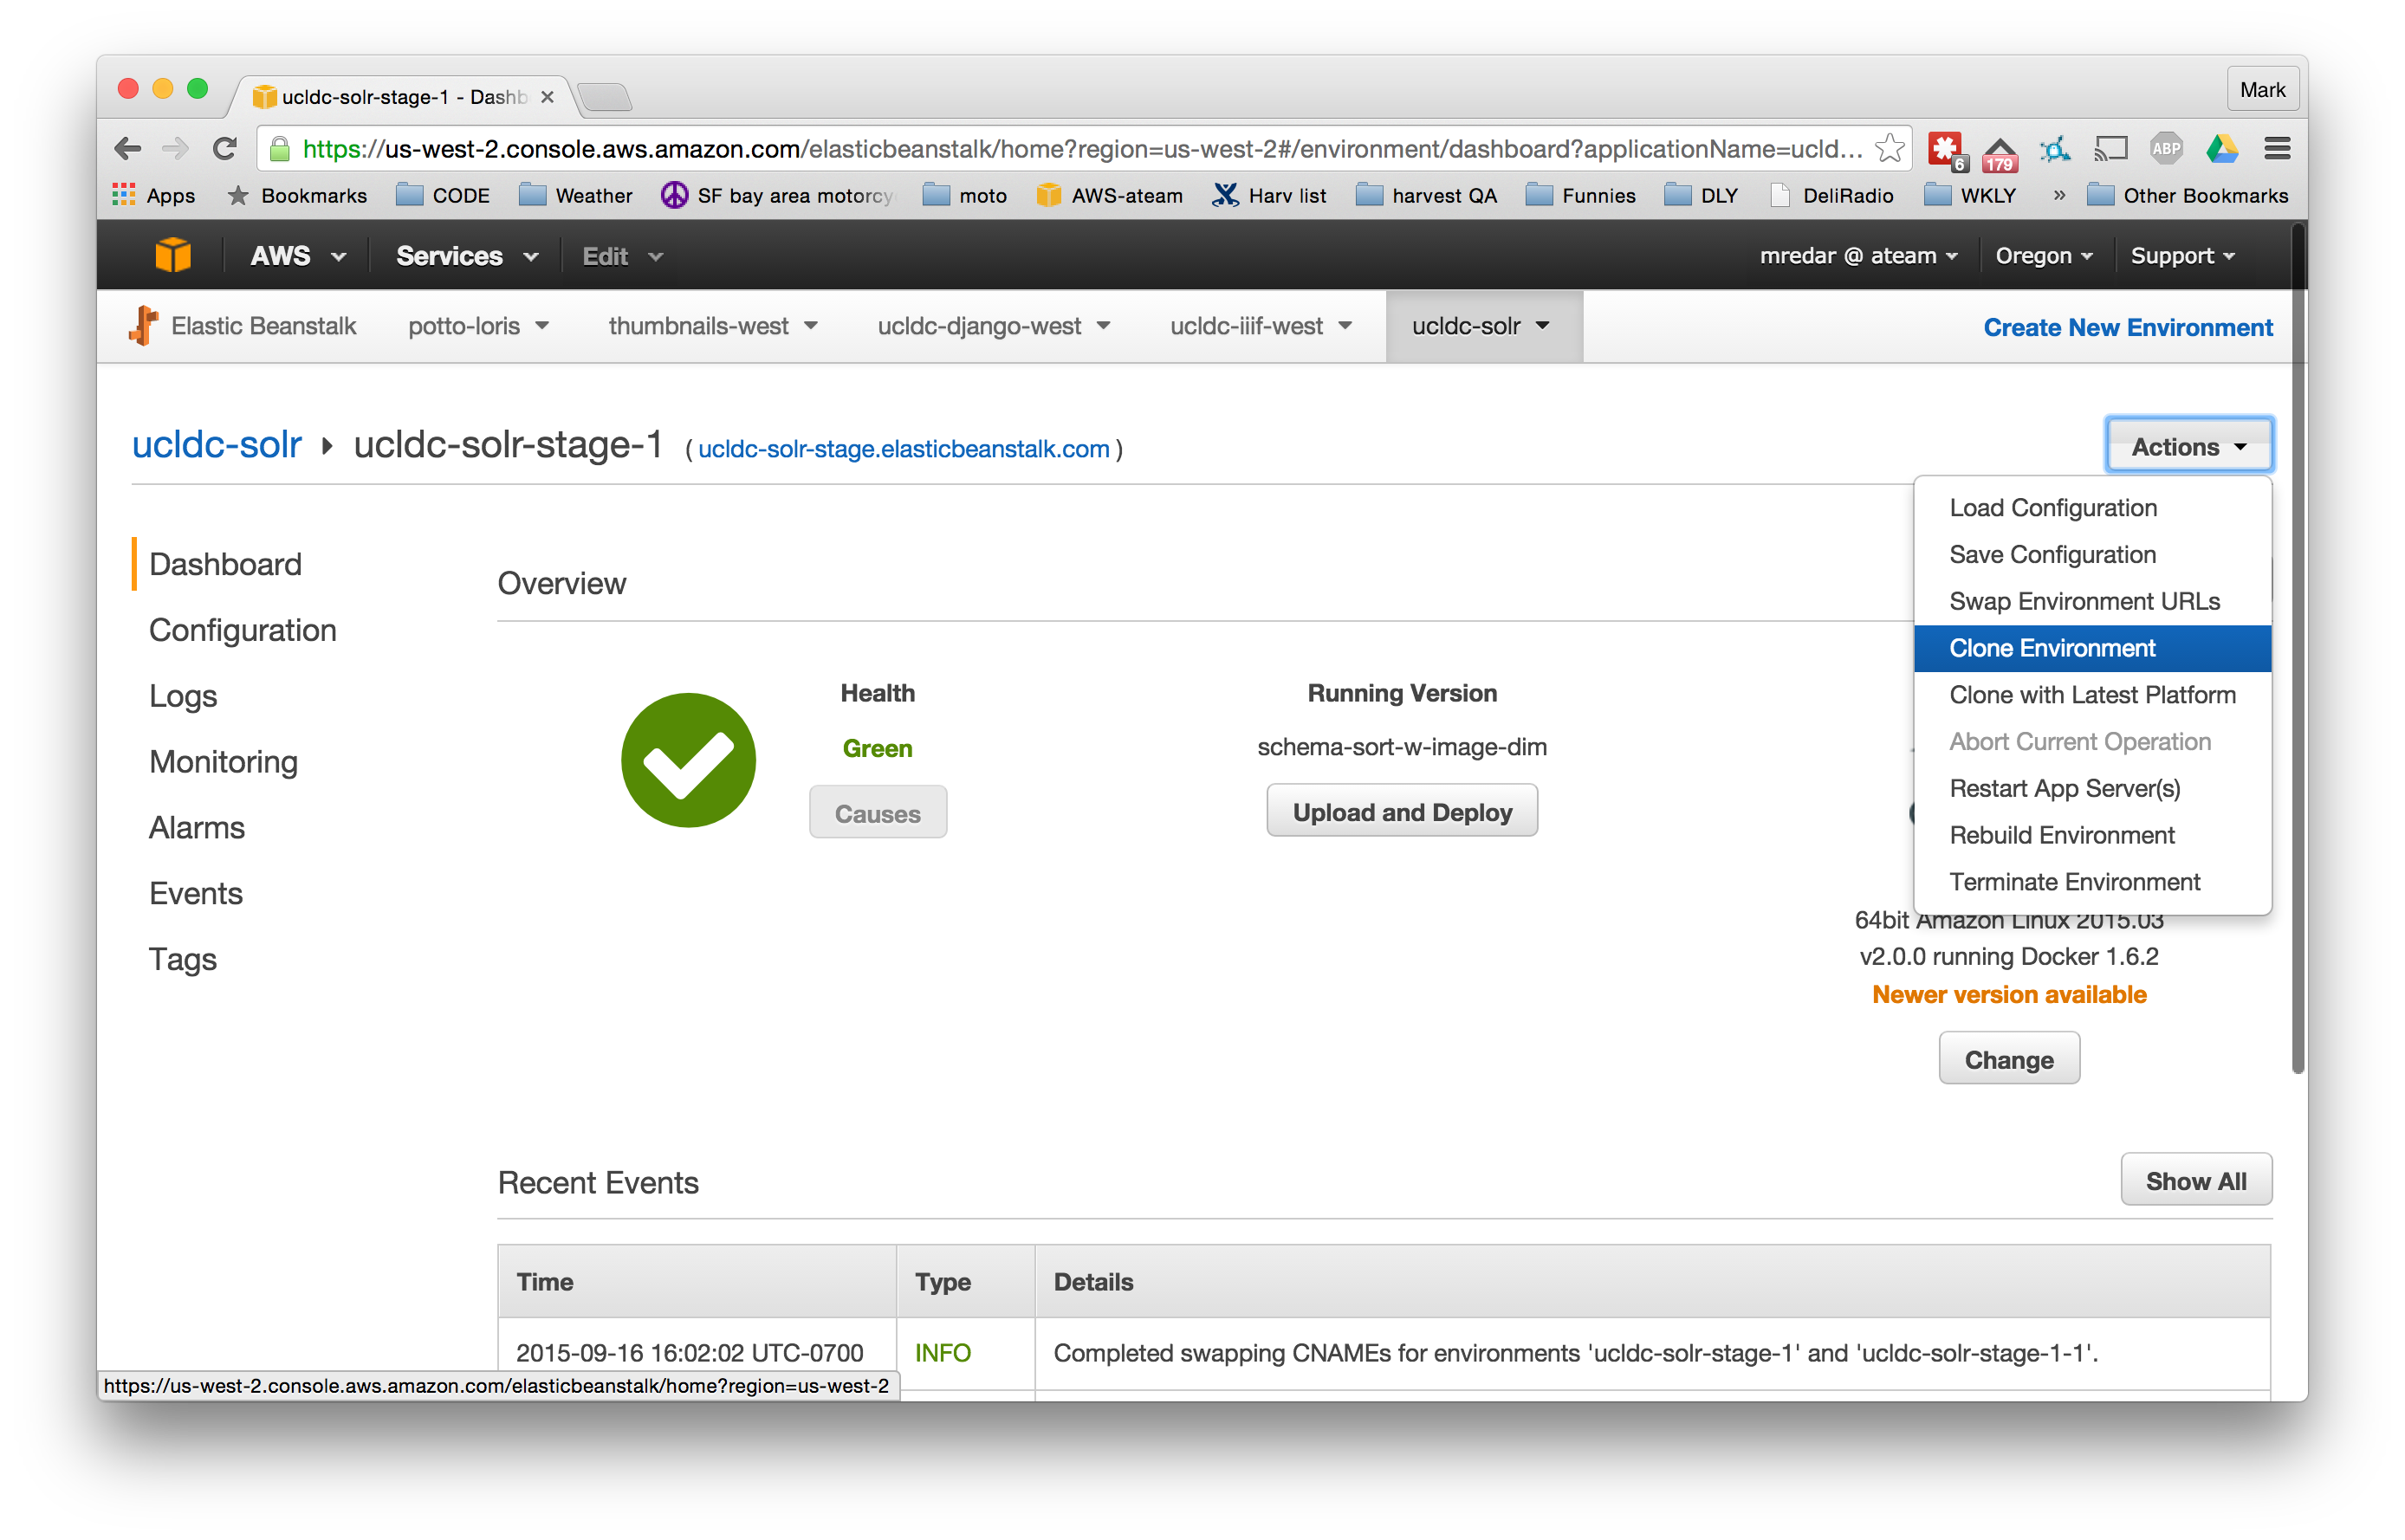 ucldc-solr-stage-1 - Dashb
Mark
https://us-west-2.console.aws.amazon.com/elasticbeanstalk/home?region=us-west-2#/environment/dashboard?applicationName=ucld...
6
179
ABP
Apps
Bookmarks
CODE
Weather
SF bay area motorcy
moto
AWS-ateam
Harv list
harvest QA
Funnies
DLY
DeliRadio
WKLY
»
Other Bookmarks
AWS
Services
Edit
mredar @ ateam
Oregon
Support
Elastic Beanstalk
potto-loris
thumbnails-west
ucldc-django-west
ucldc-iiif-west
ucldc-solr
Create New Environment
ucldc-solr ucldc-solr-stage-1 ( ucldc-solr-stage.elasticbeanstalk.com )
Actions
Load Configuration
Save Configuration
Swap Environment URLs
Clone Environment
Clone with Latest Platform
Abort Current Operation
Restart App Server(s)
Rebuild Environment
Terminate Environment
Dashboard
Configuration
Logs
Monitoring
Alarms
Events
Tags
Overview
Health
Green
Causes
Running Version
schema-sort-w-image-dim
Upload and Deploy
64bit Amazon Linux 2015.03
v2.0.0 running Docker 1.6.2
Newer version available
Change
Recent Events
Show All
Time
Type
Details
2015-09-16 16:02:02 UTC-0700
INFO
Completed swapping CNAMEs for environments 'ucldc-solr-stage-1' and 'ucldc-solr-stage-1-1'.
https://us-west-2.console.aws.amazon.com/elasticbeanstalk/home?region=us-west-2